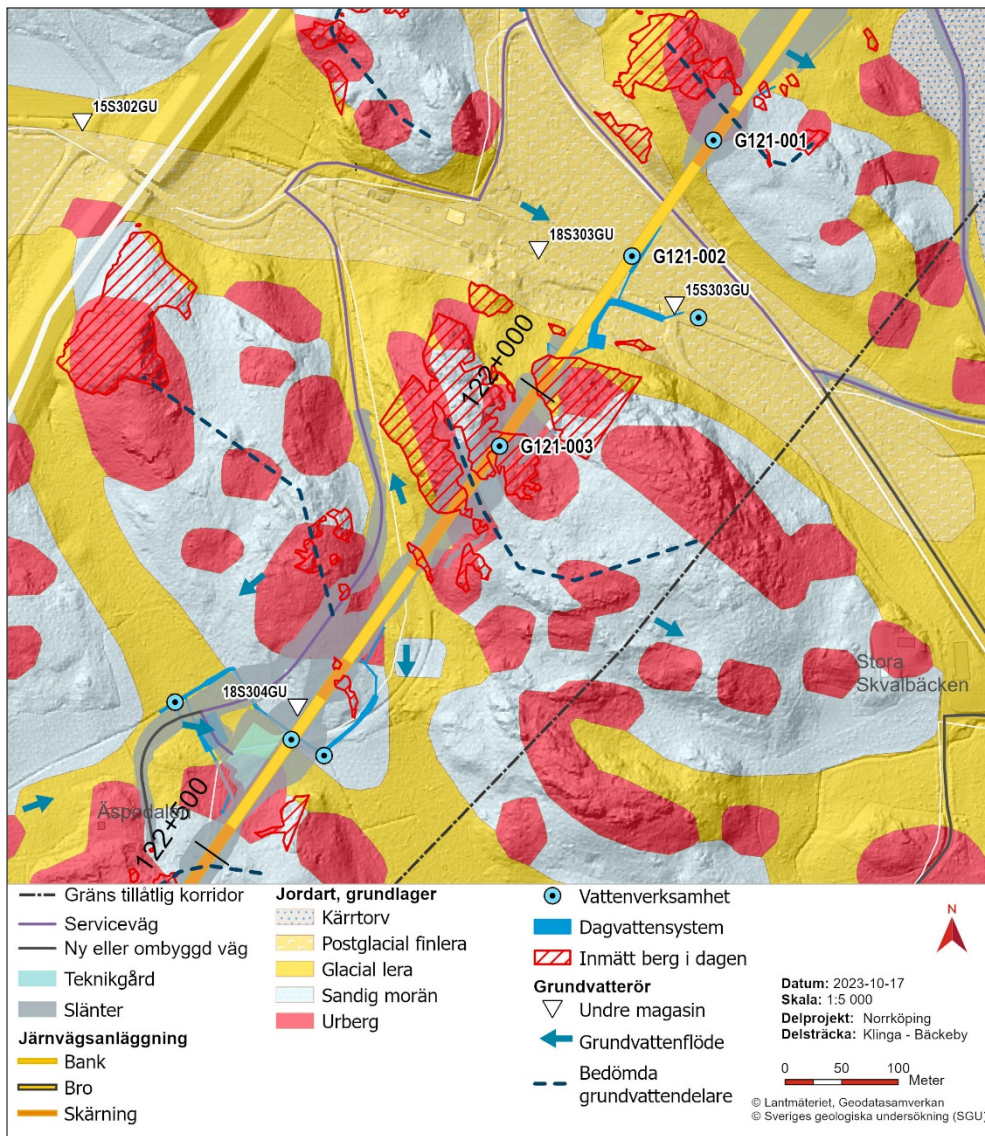 15S302GU
G121-001
18S303GU
G121-002
15S303GU
122+000
G121-003
Stora
Skvalbäcken
18S304GU
Äspedalen
122+500
Gräns tillåtlig korridor
Serviceväg
Ny eller ombyggd väg
Teknikgård
Slänter
Järnvägsanläggning
Bank
Bro
Skärning
Jordart, grundlager
Kärrtorv
Postglacial finlera
Glacial lera
Sandig morän
Urberg
Vattenverksamhet
Dagvattensystem
Inmätt berg i dagen
Grundvatterör
Undre magasin
Grundvattenflöde
Bedömda
grundvattendelare
N
Datum: 2023-10-17
Skala: 1:5 000
Delprojekt: Norrköping
Delsträcka: Klinga - Bäckeby
0 50 100
Meter
© Lantmäteriet, Geodatasamverkan
© Sveriges geologiska undersökning (SGU)